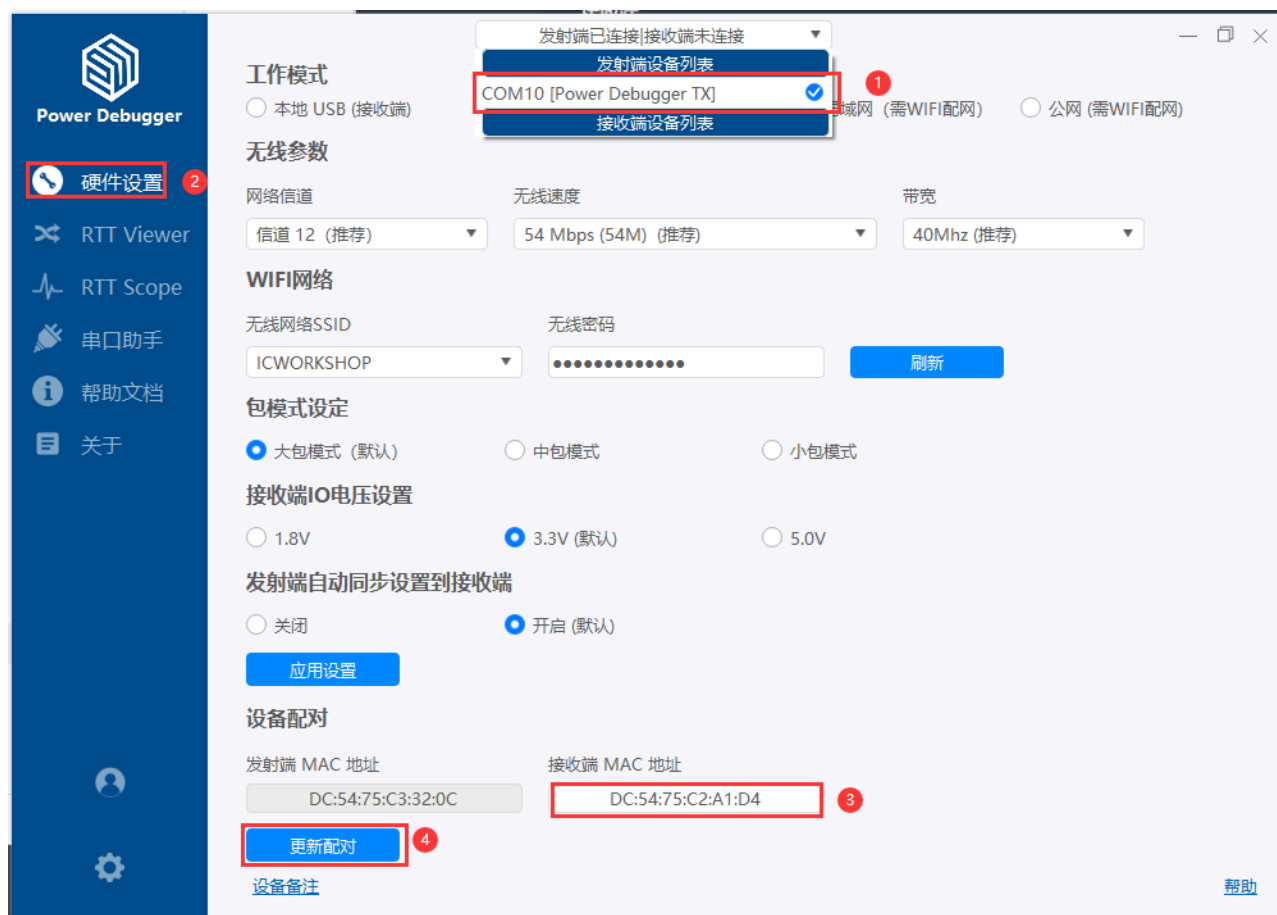 发射端已连接|接收端未连接
发射端设备列表
COM10 [Power Debugger TX]
1
接收端设备列表
Power Debugger
硬件设置
2
RTT Viewer
RTT Scope
串口助手
帮助文档
关于
工作模式
本地 USB (接收端)
域网 (需WIFI配网)
公网 (需WIFI配网)
无线参数
网络信道
无线速度
带宽
信道 12 (推荐)
54 Mbps (54M) (推荐)
40Mhz (推荐)
WIFI网络
无线网络SSID
无线密码
ICWORKSHOP
●●●●●●●●●●●●●
刷新
包模式设定
大包模式 (默认)
中包模式
小包模式
接收端IO电压设置
1.8V
3.3V (默认)
5.0V
发射端自动同步设置到接收端
关闭
开启 (默认)
应用设置
设备配对
发射端 MAC 地址
接收端 MAC 地址
DC:54:75:C3:32:0C
DC:54:75:C2:A1:D4
3
更新配对
4
设备备注
帮助